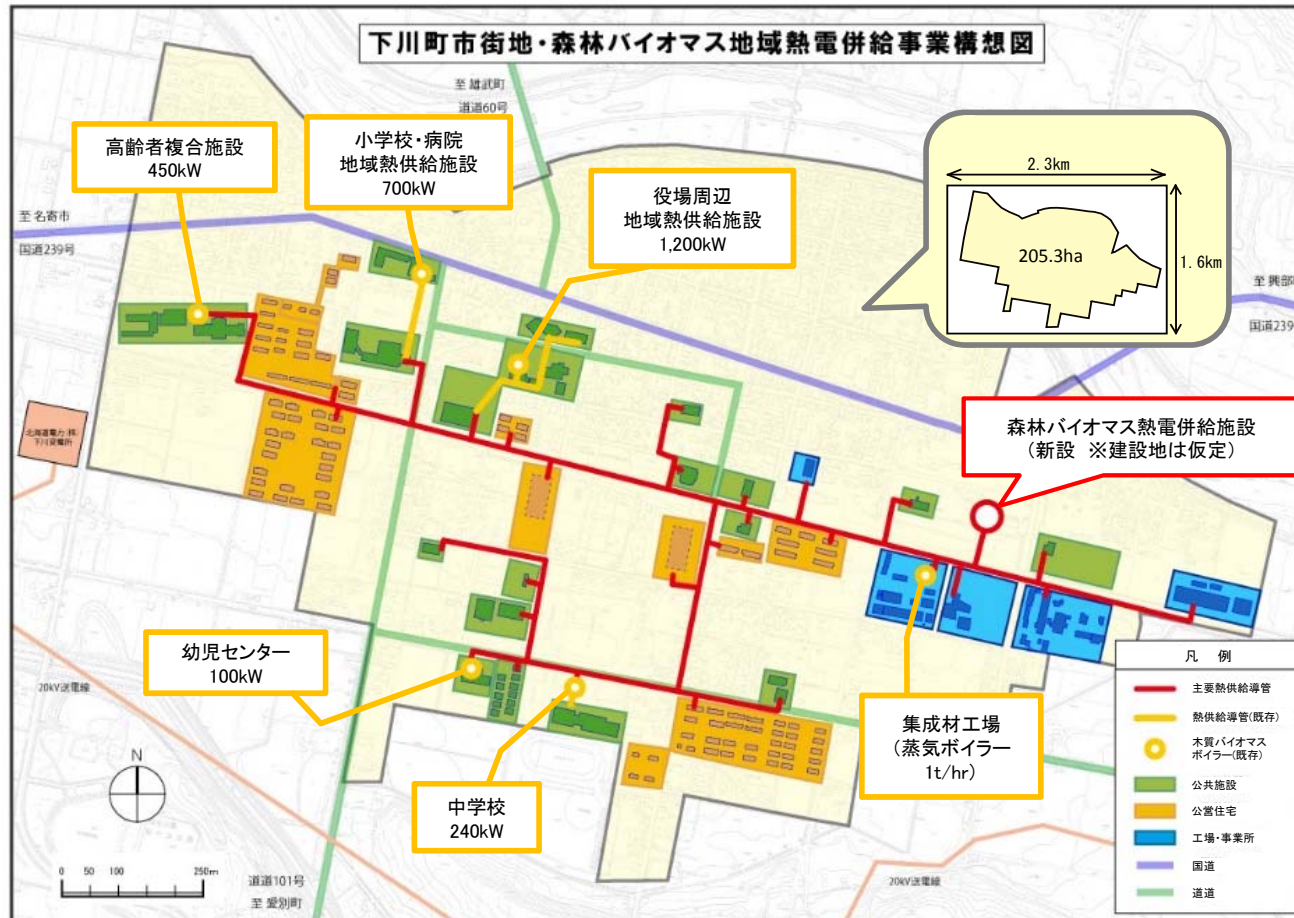 下川町市街地・森林バイオマス地域熱電併給事業構想図
至 雄武町
道道60号
高齢者複合施設
450kW
小学校・病院
地域熱供給施設
700kW
役場周辺
地域熱供給施設
1,200kW
2.3km
205.3ha
1.6km
至 名寄市
国道239号
至 興部
国道239
北海道電力(株)
下川変電所
森林バイオマス熱電併給施設
(新設 ※建設地は仮定)
幼児センター
100kW
20kV送電線
中学校
240kW
集成材工場
(蒸気ボイラー
1t/hr)
N
0 50 100 250m
道道101号
至 愛別町
20kV送電線
凡 例
主要熱供給導管
熱供給導管(既存)
木質バイオマス
ボイラー(既存)
公共施設
公営住宅
工場・事業所
国道
道道